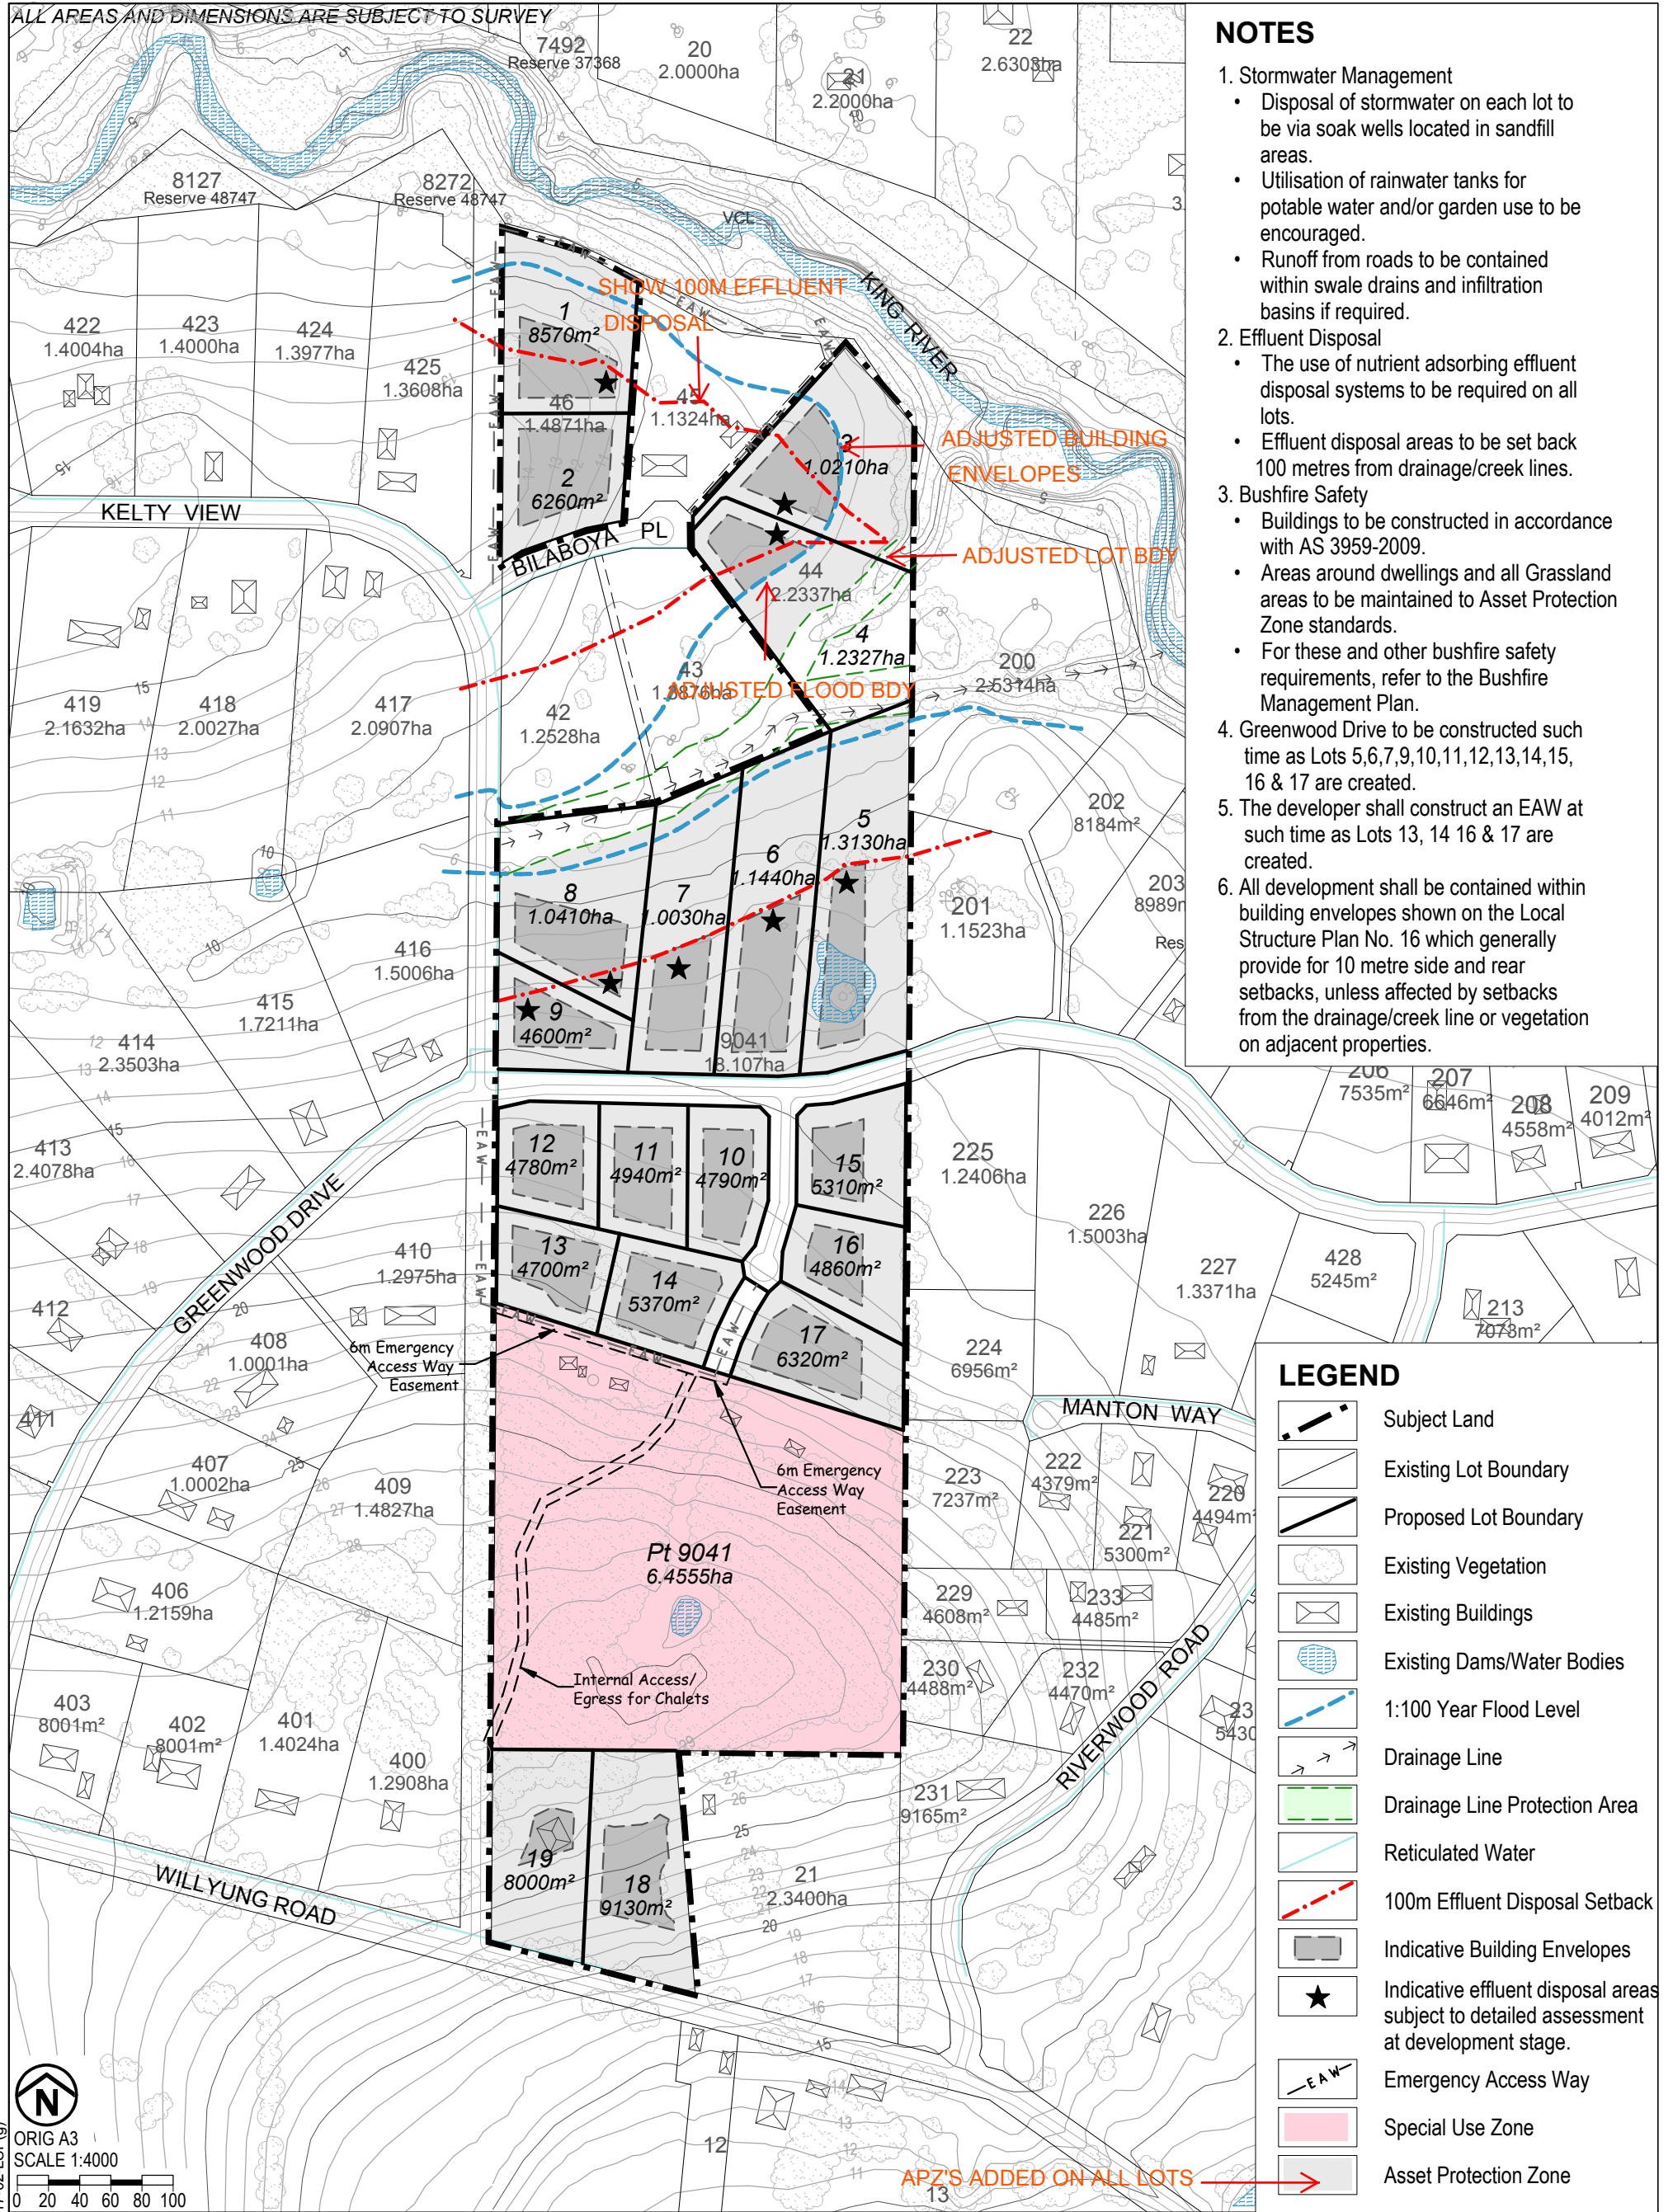 ALL AREAS AND DIMENSIONS ARE SUBJECT TO SURVEY
7492
Reserve 37368
20
2.0000ha
21
2.2000ha
22
2.6303ha
8127
Reserve 48747
8272
Reserve 48747
VCL
KING RIVER
422
1.4004ha
423
1.4000ha
424
1.3977ha
425
1.3608ha
1
8570m²
SHOW 100M EFFLUENT
DISPOSAL
46
1.4871ha
45
1.1324ha
2
6260m²
3
1.0210ha
ADJUSTED BUILDING
ENVELOPES
KELTY VIEW
BILABOYA PL
ADJUSTED LOT BDY
44
2.2337ha
4
1.2327ha
43
ADJUSTED FLOOD BDY
200
2.5314ha
419
2.1632ha
418
2.0027ha
417
2.0907ha
42
1.2528ha
202
8184m²
203
5
1.3130ha
6
1.1440ha
7
1.0030ha
8
1.0410ha
9
4600m²
201
1.1523ha
Res
416
1.5006ha
415
1.7211ha
414
2.3503ha
9041
18.107ha
413
2.4078ha
12
4780m²
11
4940m²
10
4790m²
15
5310m²
225
1.2406ha
206
7535m²
207
6646m²
208
4558m²
209
4012m²
226
1.5003ha
13
4700m²
14
5370m²
16
4860m²
17
6320m²
227
1.3371ha
428
5245m²
213
7073m²
410
1.2975ha
GREENWOOD DRIVE
412
408
1.0001ha
6m Emergency
Access Way
Easement
EAW
224
6956m²
MANTON WAY
411
407
1.0002ha
409
1.4827ha
6m Emergency
Access Way
Easement
223
7237m²
222
4379m²
220
4494m²
221
5300m²
Pt 9041
6.4555ha
406
1.2159ha
229
4608m²
233
4485m²
Internal Access/
Egress for Chalets
230
4488m²
232
4470m²
RIVERWOOD ROAD
403
8001m²
402
8001m²
401
1.4024ha
400
1.2908ha
231
9165m²
19
8000m²
18
9130m²
21
2.3400ha
WILLYUNG ROAD
12
13
APZ'S ADDED ON ALL LOTS
N
ORIG A3
SCALE 1:4000
0 20 40 60 80 100
NOTES
1. Stormwater Management
• Disposal of stormwater on each lot to
be via soak wells located in sandfill
areas.
• Utilisation of rainwater tanks for
potable water and/or garden use to be
encouraged.
• Runoff from roads to be contained
within swale drains and infiltration
basins if required.
2. Effluent Disposal
• The use of nutrient adsorbing effluent
disposal systems to be required on all
lots.
• Effluent disposal areas to be set back
100 metres from drainage/creek lines.
3. Bushfire Safety
• Buildings to be constructed in accordance
with AS 3959-2009.
• Areas around dwellings and all Grassland
areas to be maintained to Asset Protection
Zone standards.
• For these and other bushfire safety
requirements, refer to the Bushfire
Management Plan.
4. Greenwood Drive to be constructed such
time as Lots 5,6,7,9,10,11,12,13,14,15,
16 & 17 are created.
5. The developer shall construct an EAW at
such time as Lots 13, 14 16 & 17 are
created.
6. All development shall be contained within
building envelopes shown on the Local
Structure Plan No. 16 which generally
provide for 10 metre side and rear
setbacks, unless affected by setbacks
from the drainage/creek line or vegetation
on adjacent properties.
LEGEND
Subject Land
Existing Lot Boundary
Proposed Lot Boundary
Existing Vegetation
Existing Buildings
Existing Dams/Water Bodies
1:100 Year Flood Level
Drainage Line
Drainage Line Protection Area
Reticulated Water
100m Effluent Disposal Setback
Indicative Building Envelopes
Indicative effluent disposal areas
subject to detailed assessment
at development stage.
EAW Emergency Access Way
Special Use Zone
Asset Protection Zone